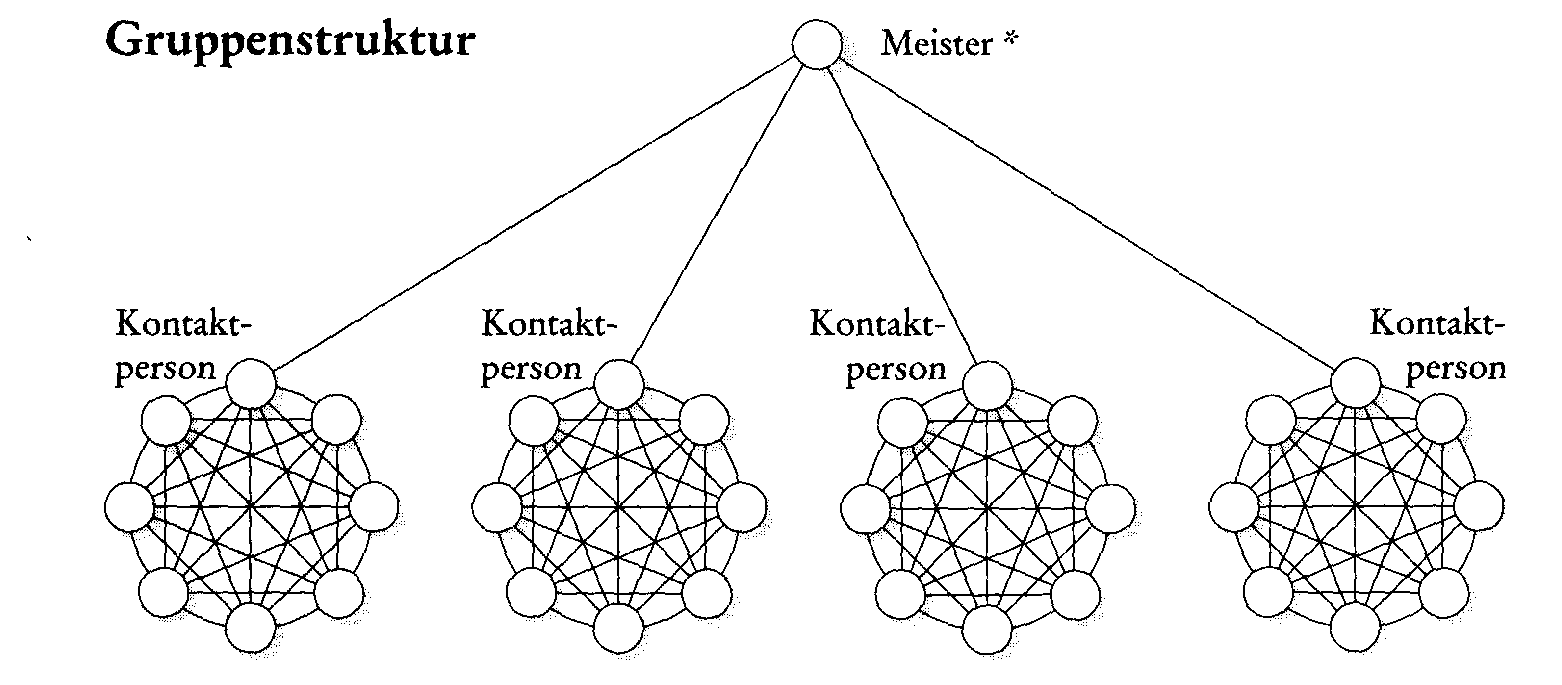 Gruppenstruktur
Meister *
Kontakt-
person
Kontakt-
person
Kontakt-
person
Kontakt-
person